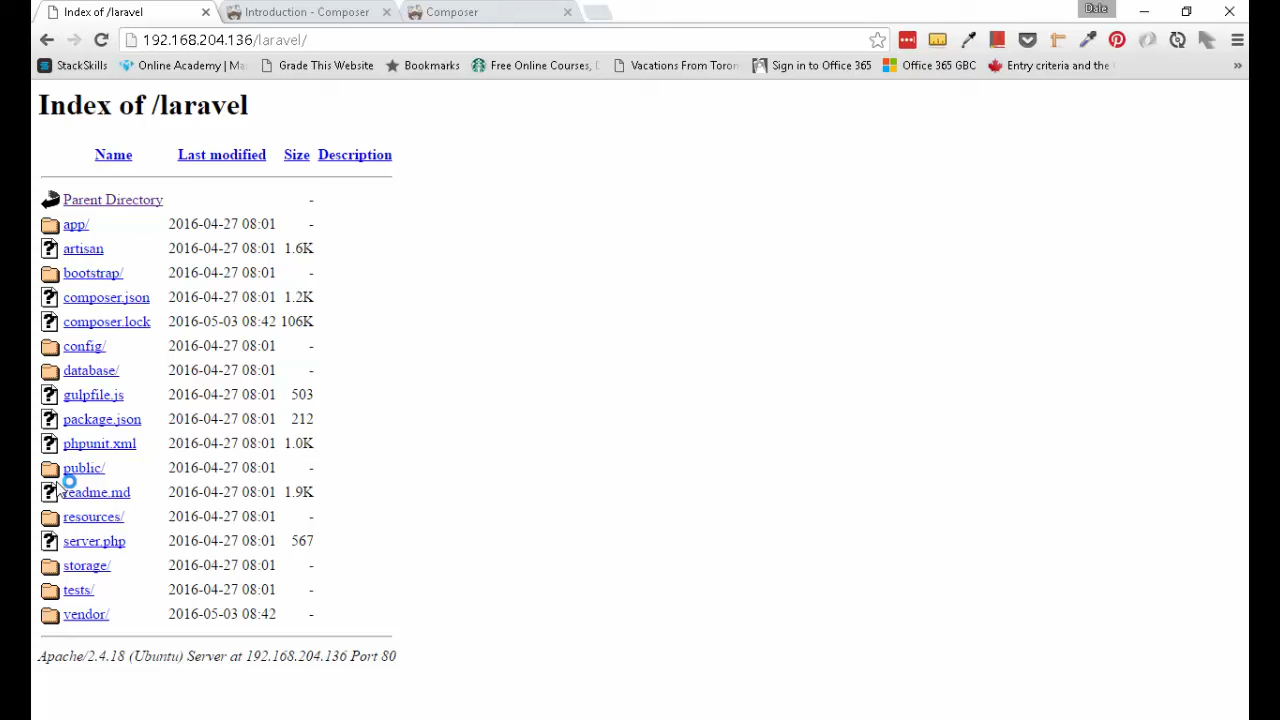 Index of /laravel
Introduction - Composer
Composer
Dale
192.168.204.136/laravel/
StackSkills
Online Academy | Ma
Grade This Website
Bookmarks
Free Online Courses,
Vacations From Toron
Sign in to Office 365
Office 365 GBC
Entry criteria and the
»
Index of /laravel
Name Last modified Size Description
Parent Directory -
app/ 2016-04-27 08:01 -
artisan 2016-04-27 08:01 1.6K
bootstrap/ 2016-04-27 08:01 -
composer.json 2016-04-27 08:01 1.2K
composer.lock 2016-05-03 08:42 106K
config/ 2016-04-27 08:01 -
database/ 2016-04-27 08:01 -
gulpfile.js 2016-04-27 08:01 503
package.json 2016-04-27 08:01 212
phpunit.xml 2016-04-27 08:01 1.0K
public/ 2016-04-27 08:01 -
readme.md 2016-04-27 08:01 1.9K
resources/ 2016-04-27 08:01 -
server.php 2016-04-27 08:01 567
storage/ 2016-04-27 08:01 -
tests/ 2016-04-27 08:01 -
vendor/ 2016-05-03 08:42 -
Apache/2.4.18 (Ubuntu) Server at 192.168.204.136 Port 80